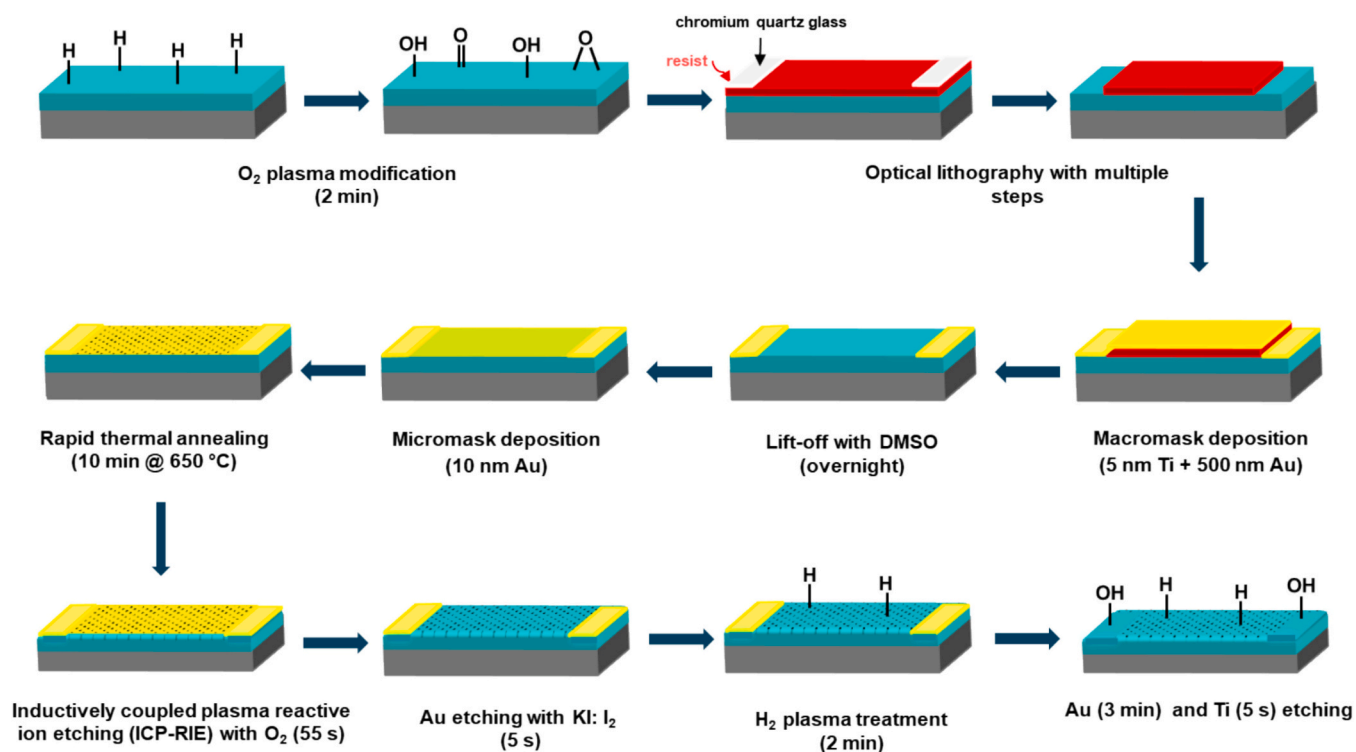 H H H H
OH O OH O
chromium quartz glass
resist
O₂ plasma modification
(2 min)
Optical lithography with multiple
steps
Rapid thermal annealing
(10 min @ 650 °C)
Micromask deposition
(10 nm Au)
Lift-off with DMSO
(overnight)
Macromask deposition
(5 nm Ti + 500 nm Au)
H H
OH H H OH
Inductively coupled plasma reactive
ion etching (ICP-RIE) with O₂ (55 s)
Au etching with KI: I₂
(5 s)
H₂ plasma treatment
(2 min)
Au (3 min) and Ti (5 s) etching